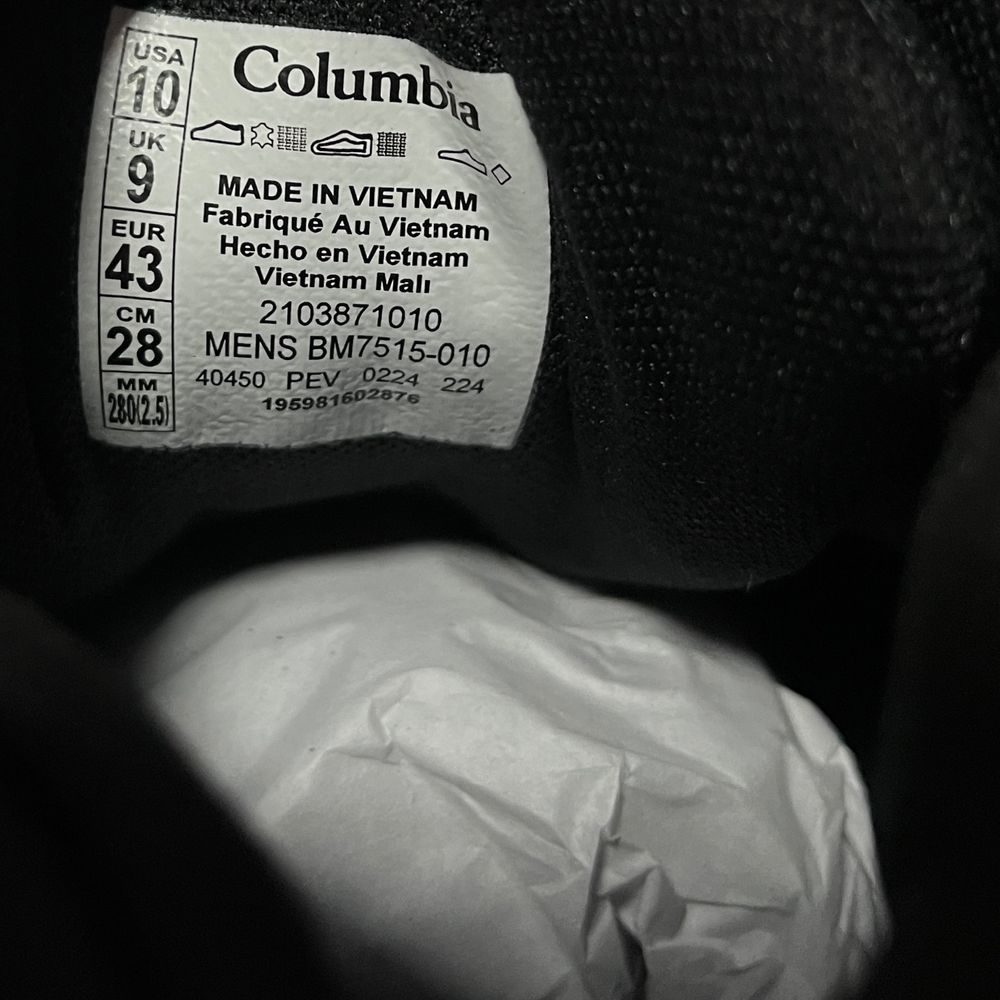 USA
10
UK
9
EUR
43
CM
28
MM
280(2.5)
Columbia
MADE IN VIETNAM
Fabriqué Au Vietnam
Hecho en Vietnam
Vietnam Malı
2103871010
MENS BM7515-010
40450 PEV 0224 224
195981602876